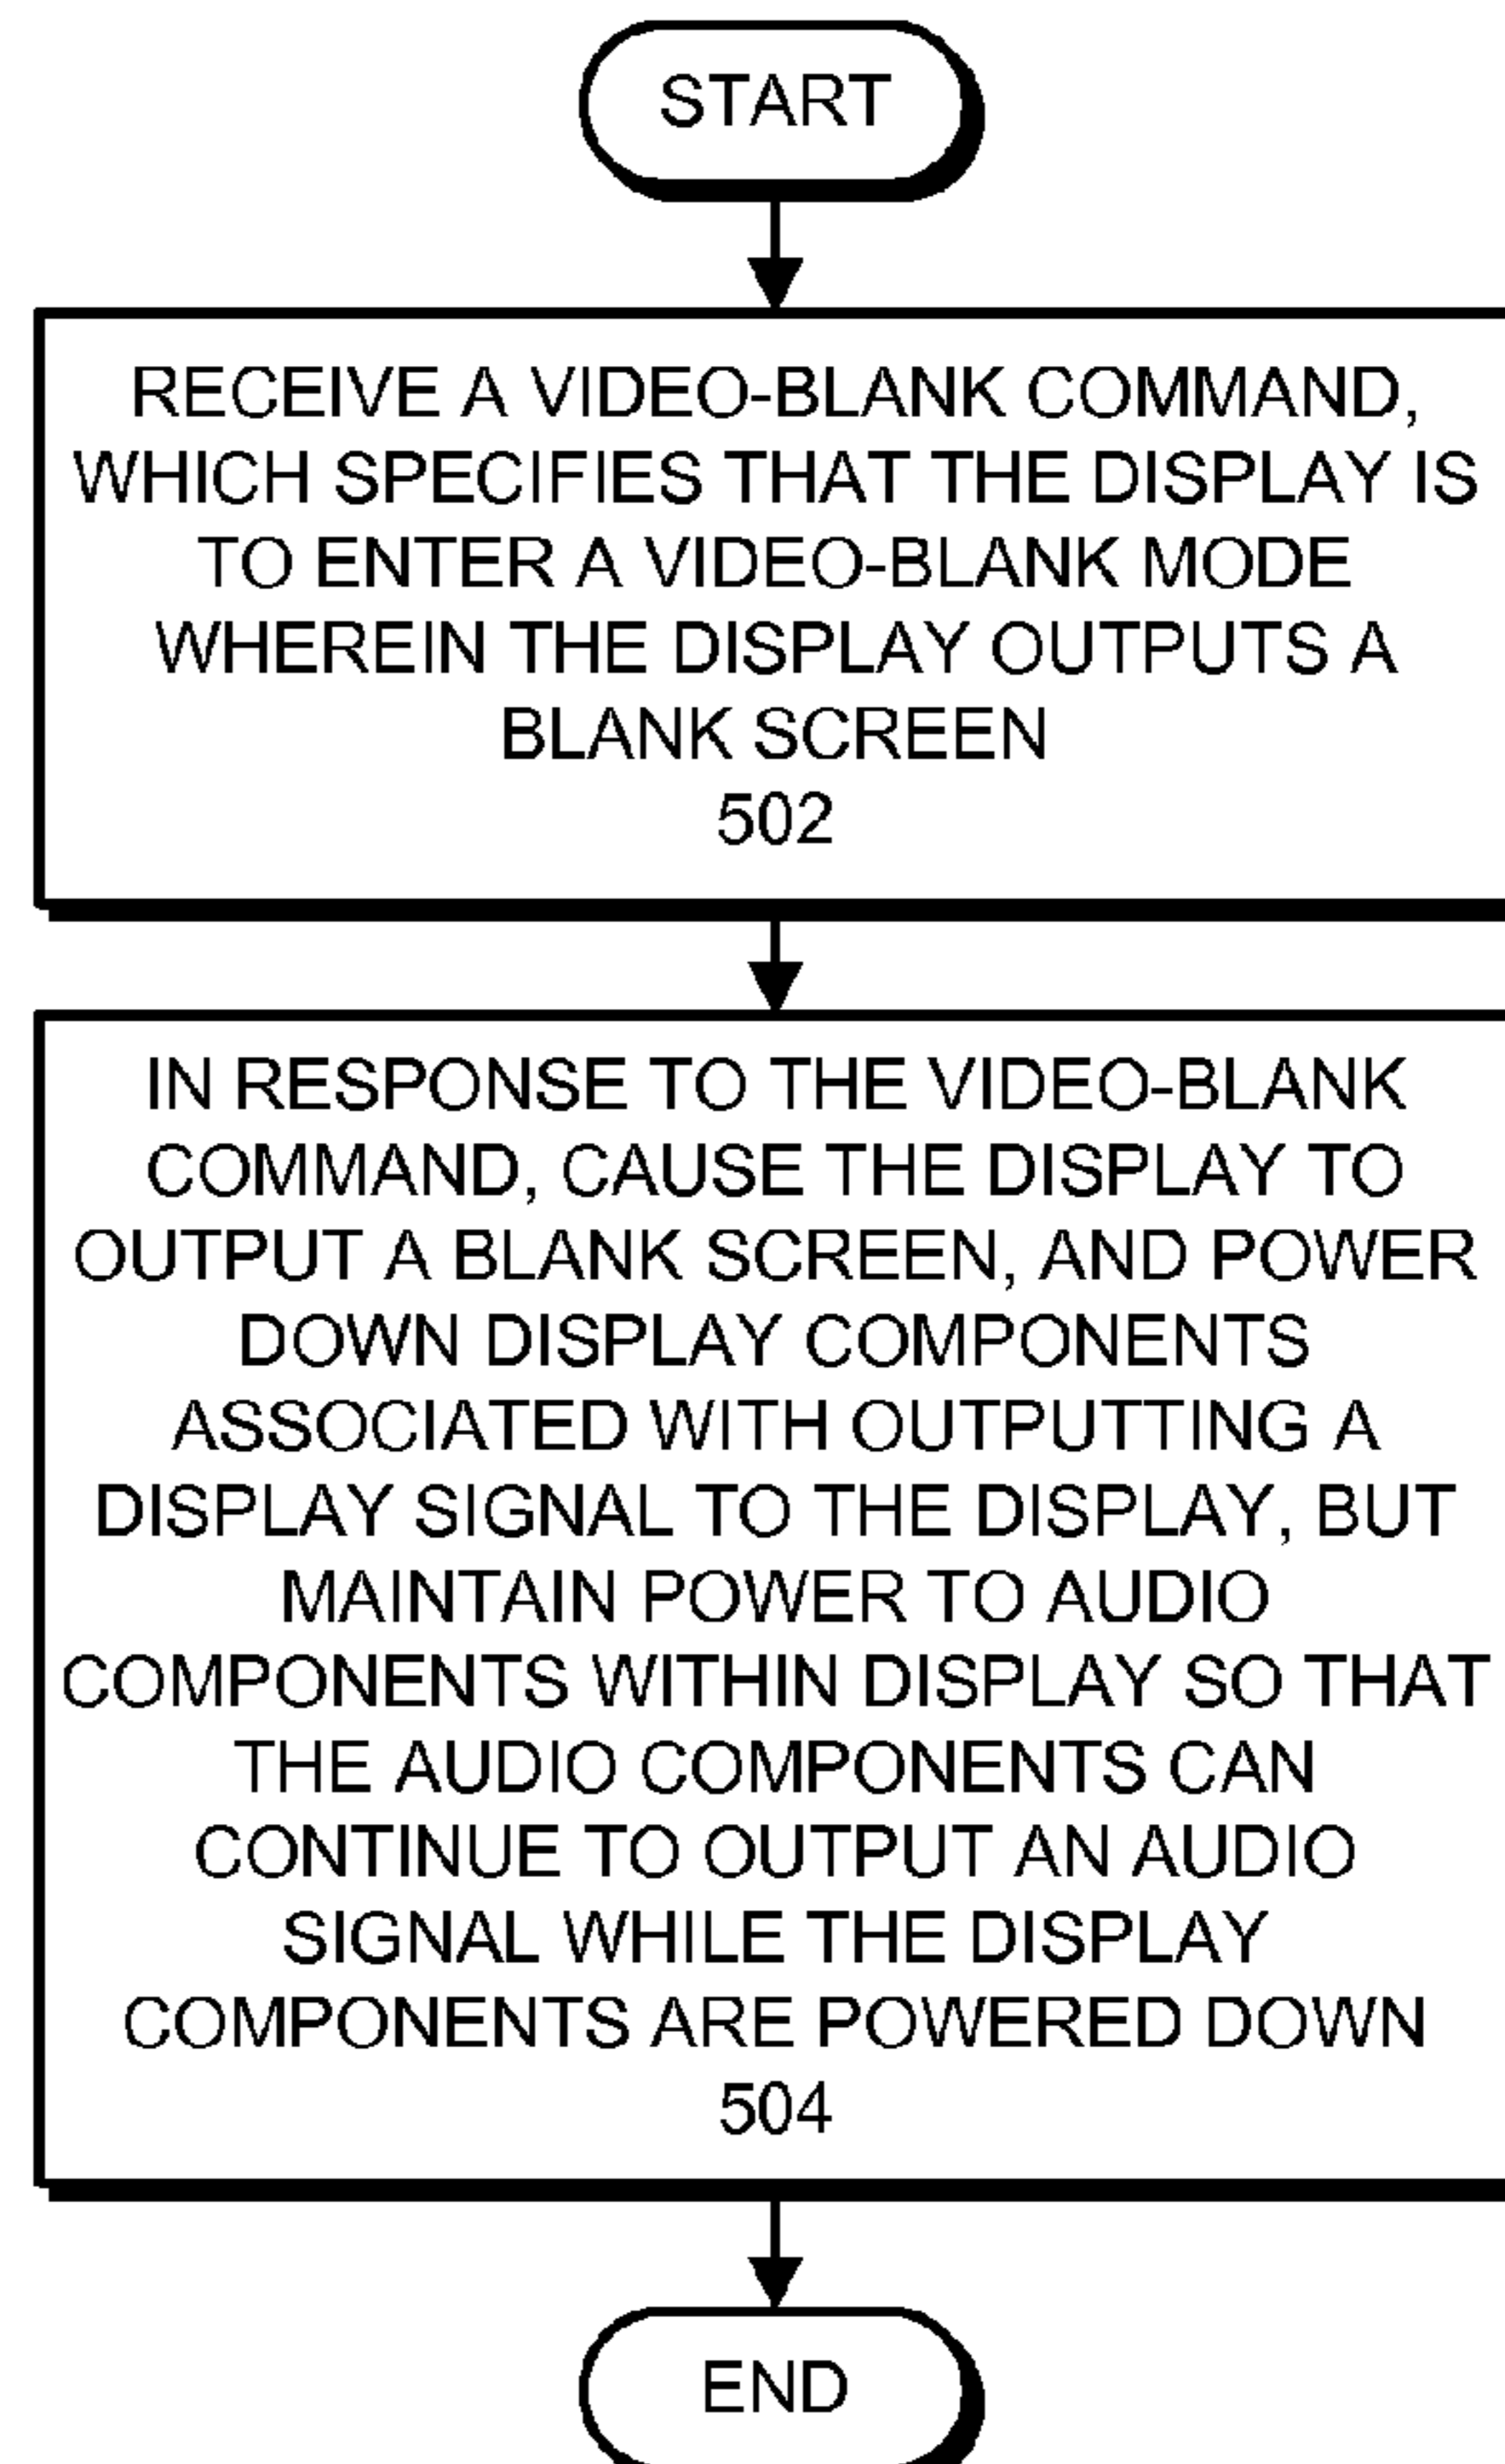 START
RECEIVE A VIDEO-BLANK COMMAND,
WHICH SPECIFIES THAT THE DISPLAY IS
TO ENTER A VIDEO-BLANK MODE
WHEREIN THE DISPLAY OUTPUTS A
BLANK SCREEN
502
IN RESPONSE TO THE VIDEO-BLANK
COMMAND, CAUSE THE DISPLAY TO
OUTPUT A BLANK SCREEN, AND POWER
DOWN DISPLAY COMPONENTS
ASSOCIATED WITH OUTPUTTING A
DISPLAY SIGNAL TO THE DISPLAY, BUT
MAINTAIN POWER TO AUDIO
COMPONENTS WITHIN DISPLAY SO THAT
THE AUDIO COMPONENTS CAN
CONTINUE TO OUTPUT AN AUDIO
SIGNAL WHILE THE DISPLAY
COMPONENTS ARE POWERED DOWN
504
END